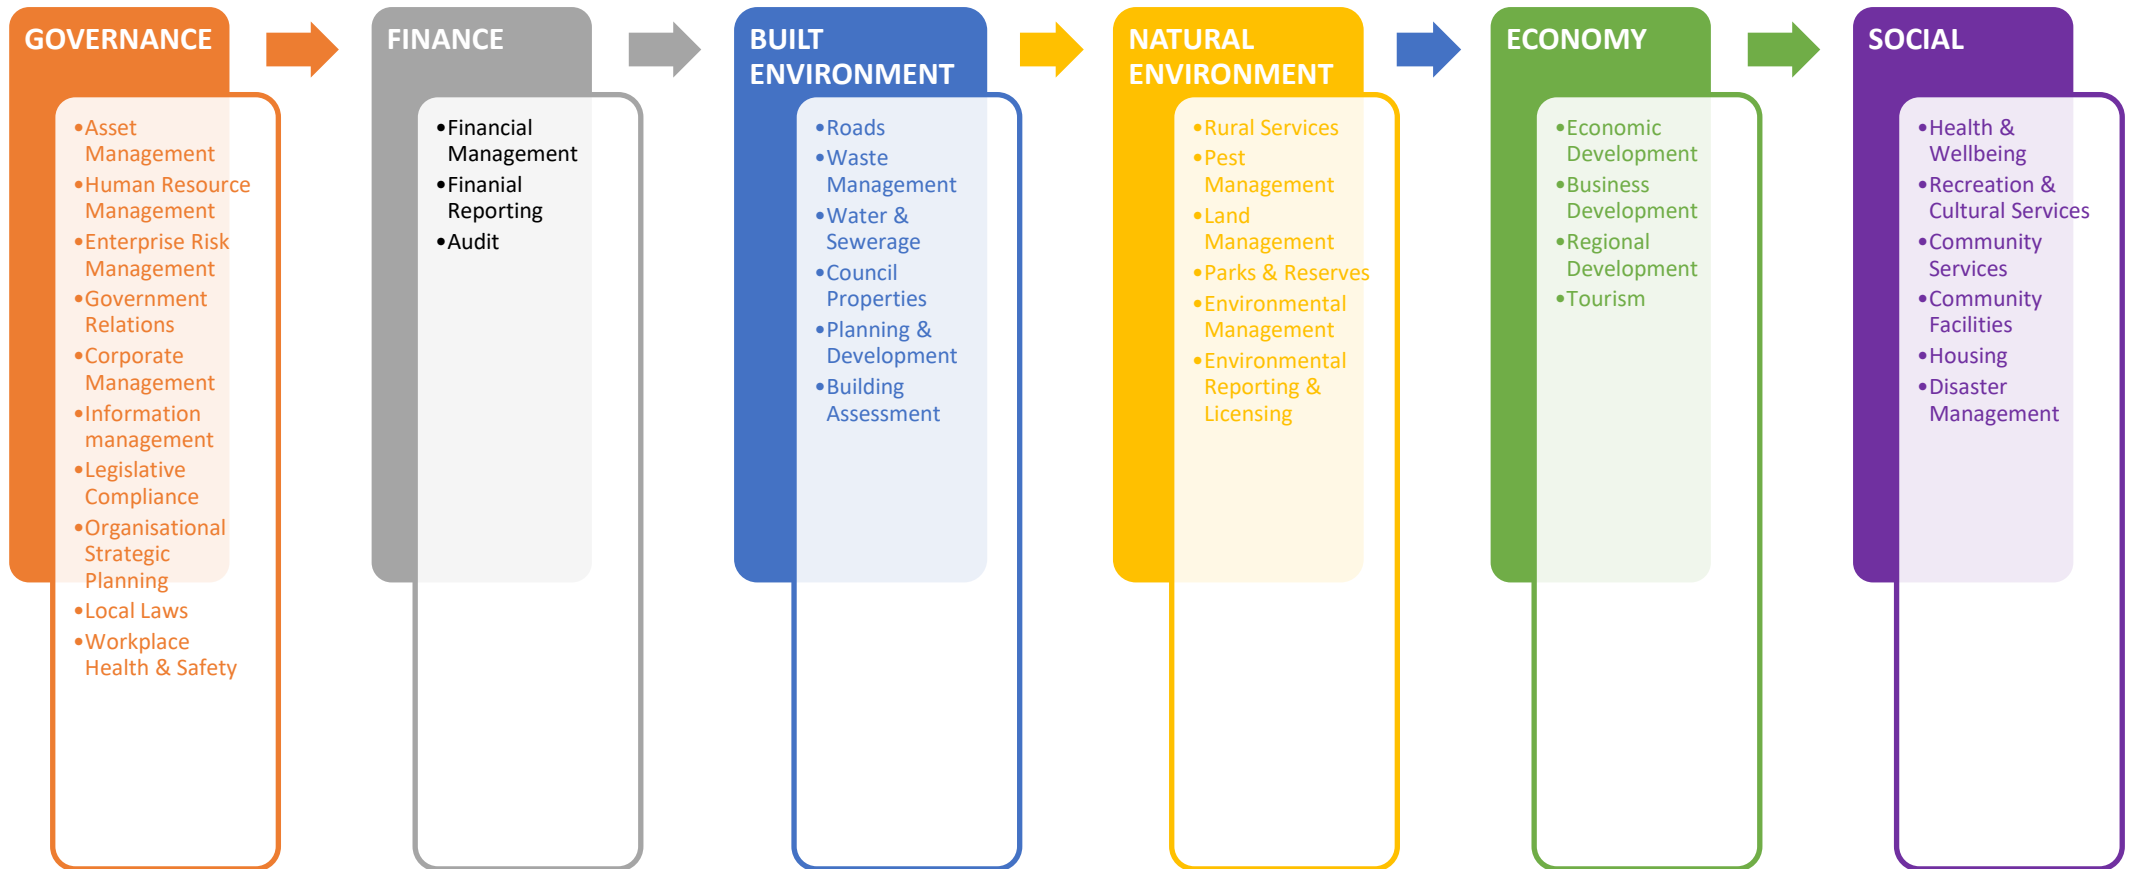 GOVERNANCE
•Asset
Management
•Human Resource
Management
•Enterprise Risk
Management
•Government
Relations
•Corporate
Management
•Information
management
•Legislative
Compliance
•Organisational
Strategic
Planning
•Local Laws
•Workplace
Health & Safety
FINANCE
•Financial
Management
•Finanial
Reporting
•Audit
BUILT
ENVIRONMENT
•Roads
•Waste
Management
•Water &
Sewerage
•Council
Properties
•Planning &
Development
•Building
Assessment
NATURAL
ENVIRONMENT
•Rural Services
•Pest
Management
•Land
Management
•Parks & Reserves
•Environmental
Management
•Environmental
Reporting &
Licensing
ECONOMY
•Economic
Development
•Business
Development
•Regional
Development
•Tourism
SOCIAL
•Health &
Wellbeing
•Recreation &
Cultural Services
•Community
Services
•Community
Facilities
•Housing
•Disaster
Management